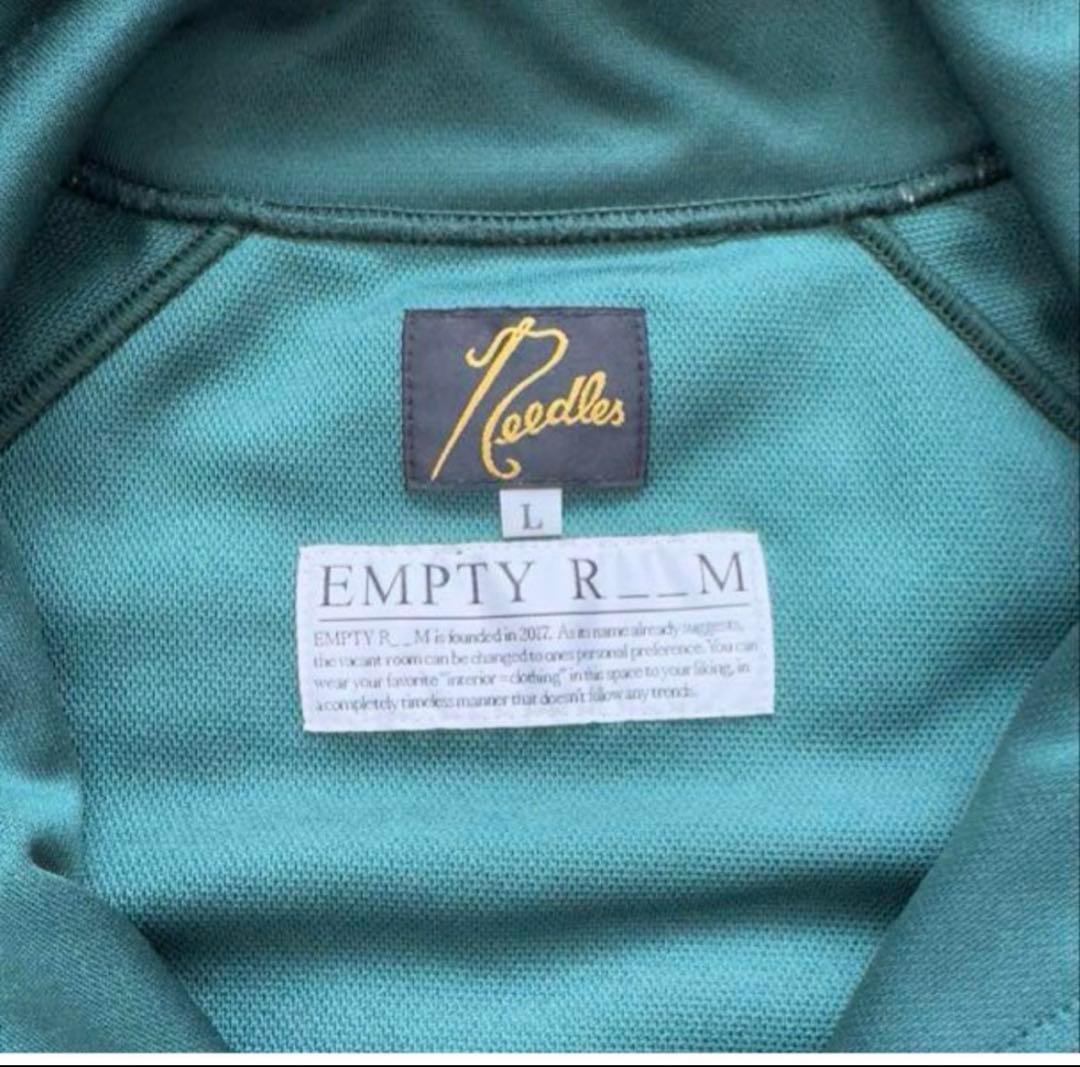 Needles
L
EMPTY R__M
EMPTY R__M is founded in 2017. As its name already suggests,
the vacant room can be changed to ones personal preference. You can
wear your favorite "interior = clothing" in this space to your liking, in
a completely timeless manner that doesn't follow any trends.